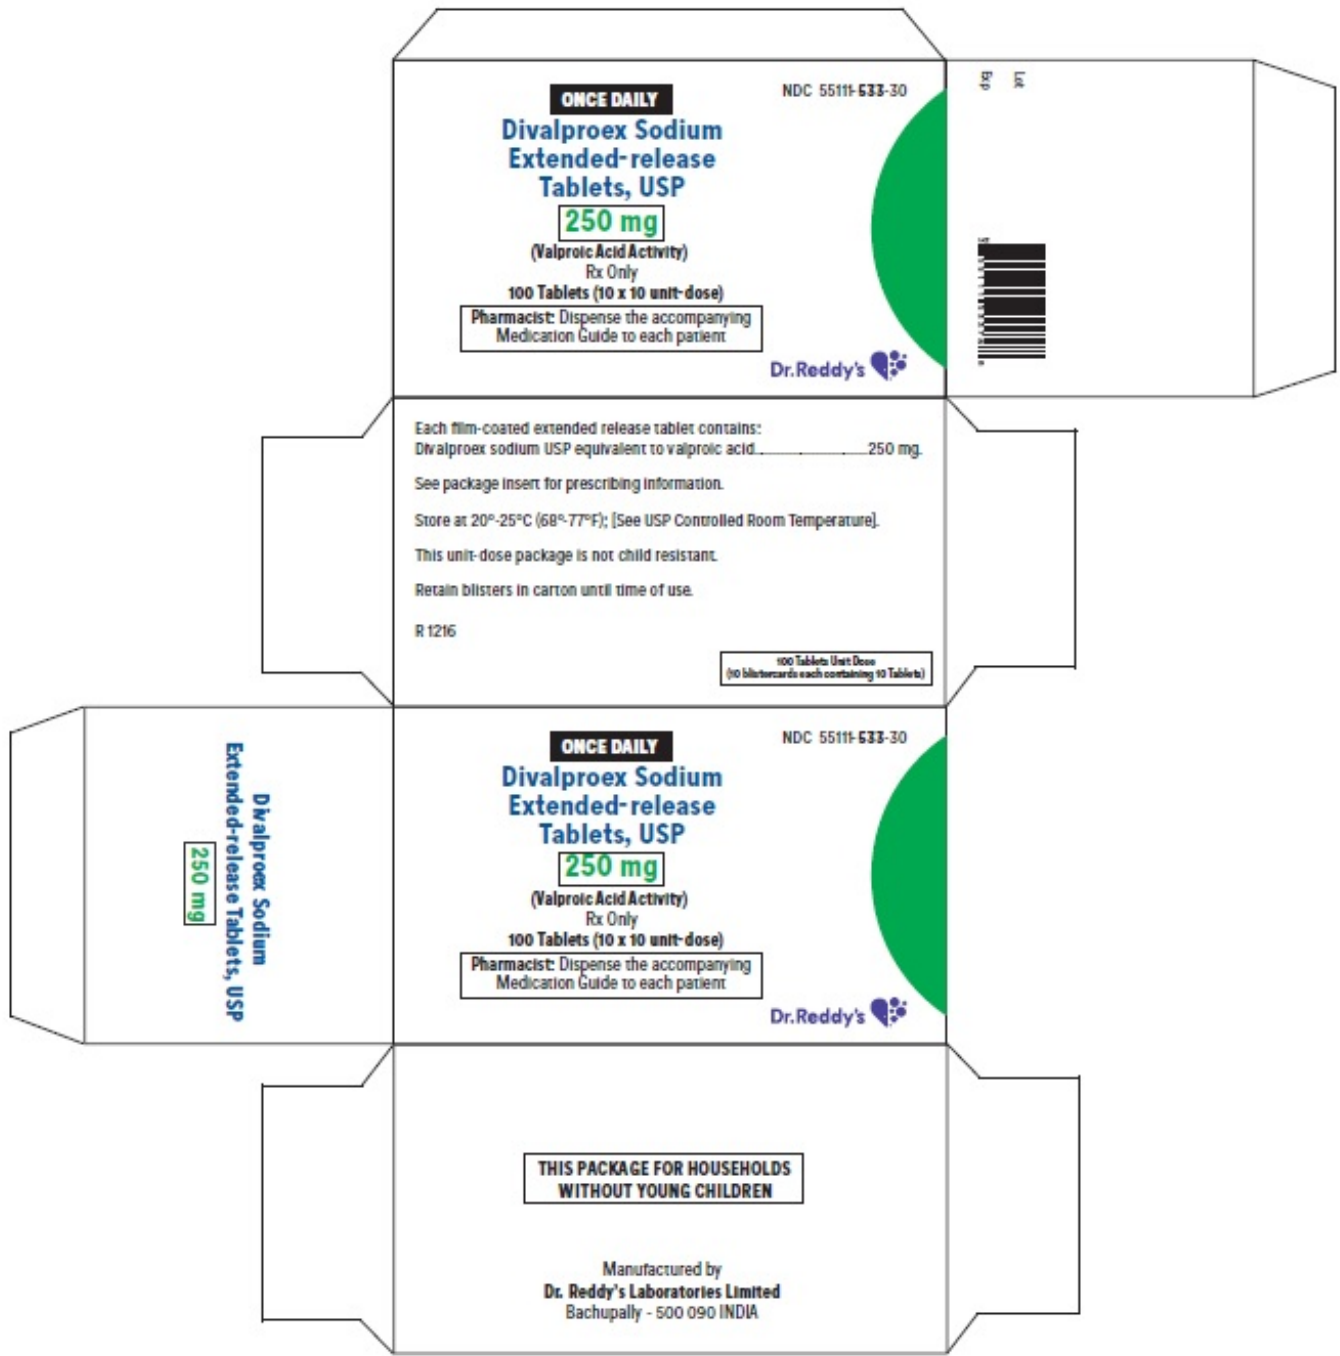 ONCE DAILY
NDC 55111-533-30
Divalproex Sodium
Extended-release
Tablets, USP
250 mg
(Valproic Acid Activity)
Rx Only
100 Tablets (10 x 10 unit-dose)
Pharmacist: Dispense the accompanying
Medication Guide to each patient
Dr.Reddy's
Lot
Exp
Each film-coated extended release tablet contains:
Divalproex sodium USP equivalent to valproic acid........................250 mg.
See package insert for prescribing information.
Store at 20°-25°C (68°-77°F); [See USP Controlled Room Temperature].
This unit-dose package is not child resistant.
Retain blisters in carton until time of use.
R 1216
100 Tablets Unit Dose
(10 blistercards each containing 10 Tablets)
Divalproex Sodium
Extended-release Tablets, USP
250 mg
ONCE DAILY
NDC 55111-533-30
Divalproex Sodium
Extended-release
Tablets, USP
250 mg
(Valproic Acid Activity)
Rx Only
100 Tablets (10 x 10 unit-dose)
Pharmacist: Dispense the accompanying
Medication Guide to each patient
Dr.Reddy's
THIS PACKAGE FOR HOUSEHOLDS
WITHOUT YOUNG CHILDREN
Manufactured by
Dr. Reddy's Laboratories Limited
Bachupally - 500 090 INDIA